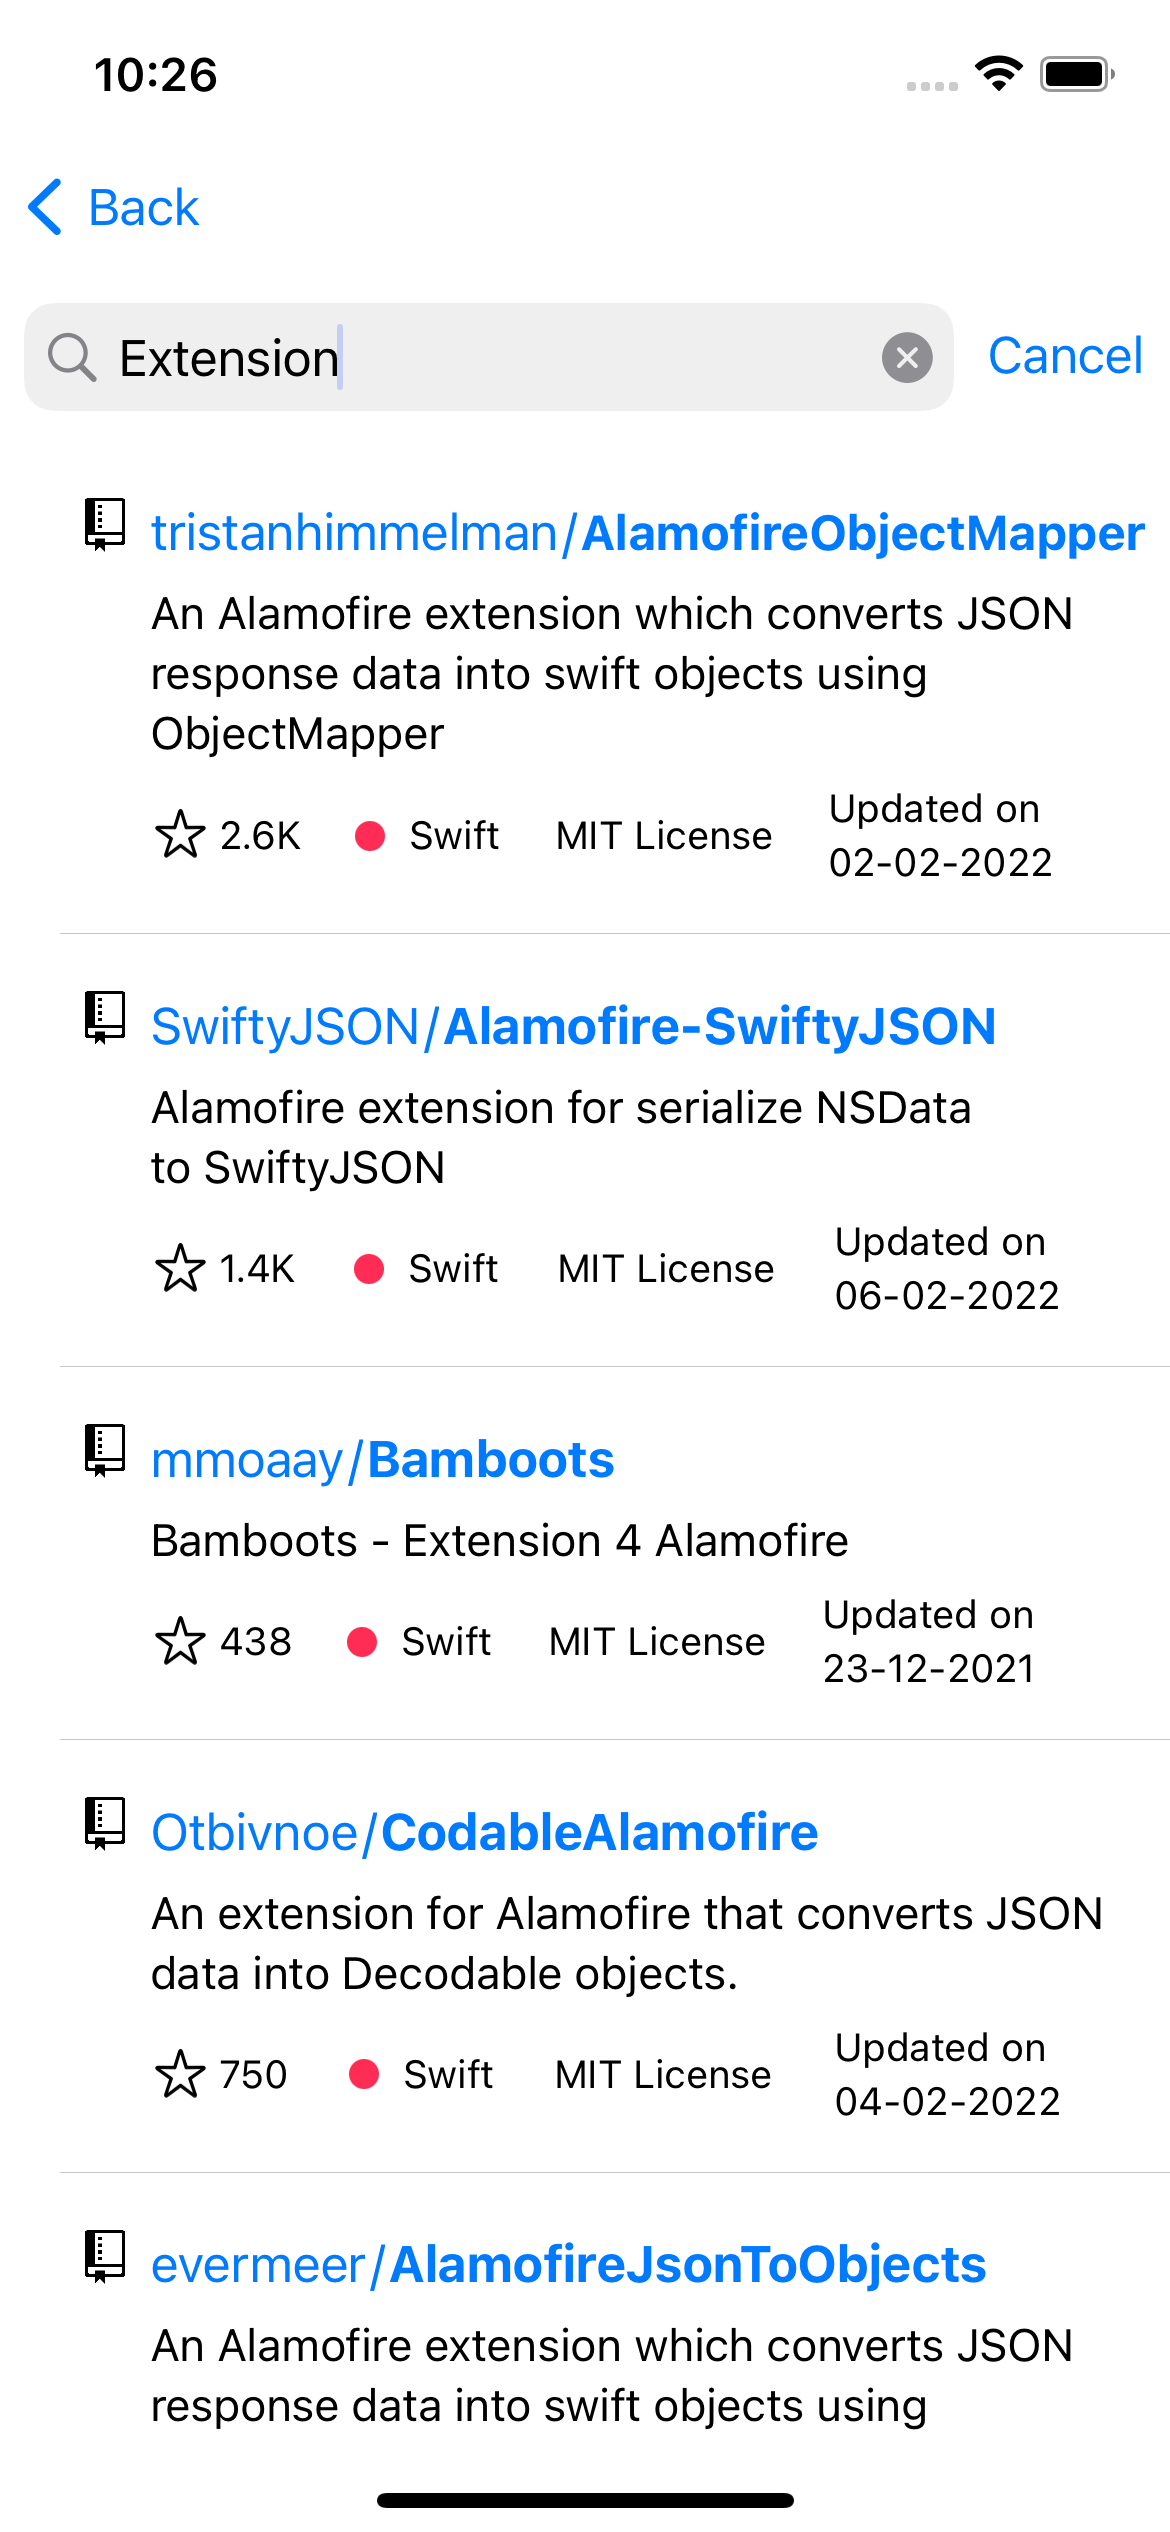 10:26
Back
Extension
Cancel
tristanhimmelman/AlamofireObjectMapper
An Alamofire extension which converts JSON
response data into swift objects using
ObjectMapper
2.6K Swift MIT License Updated on
02-02-2022
SwiftyJSON/Alamofire-SwiftyJSON
Alamofire extension for serialize NSData
to SwiftyJSON
1.4K Swift MIT License Updated on
06-02-2022
mmoaay/Bamboots
Bamboots - Extension 4 Alamofire
438 Swift MIT License Updated on
23-12-2021
Otbivnoe/CodableAlamofire
An extension for Alamofire that converts JSON
data into Decodable objects.
750 Swift MIT License Updated on
04-02-2022
evermeer/AlamofireJsonToObjects
An Alamofire extension which converts JSON
response data into swift objects using